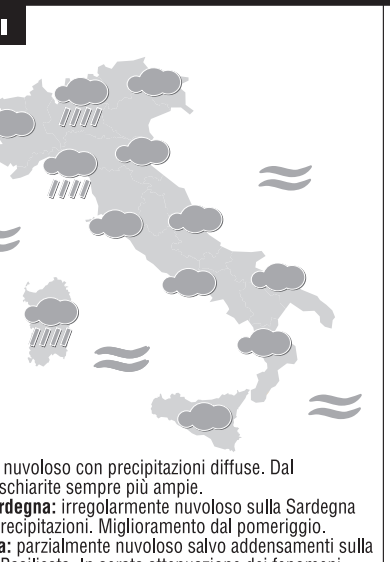 nuvoloso con precipitazioni diffuse. Dal
schiarite sempre più ampie.
rdegna: irregolarmente nuvoloso sulla Sardegna
recipitazioni. Miglioramento dal pomeriggio.
a: parzialmente nuvoloso salvo addensamenti sulla